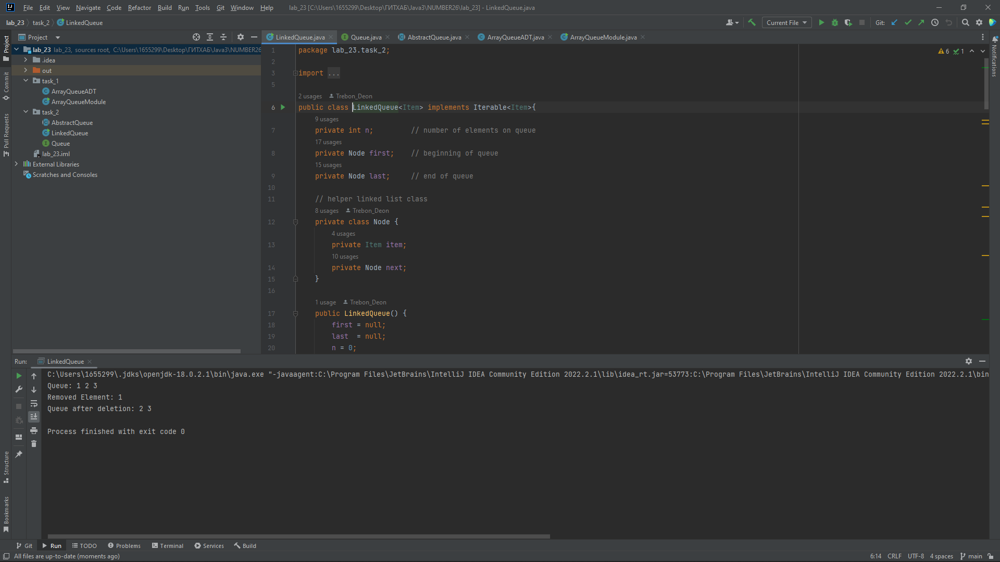 File Edit View Navigate Code Refactor Build Run Tools Git Window Help lab_23 [C:\Users\1655299\Desktop\ГИТХАБ\Java3\NUMBER26\lab_23] - LinkedQueue.java
lab_23 task_2 LinkedQueue
Current File
Git:
Project
LinkedQueue.java
Queue.java
AbstractQueue.java
ArrayQueueADT.java
ArrayQueueModule.java
Project
Commit
Pull Requests
Structure
Bookmarks
Notifications
lab_23 lab_23, sources root, C:\Users\1655299\Desktop\ГИТХАБ\Java3\NUMBER26
.idea
out
task_1
ArrayQueueADT
ArrayQueueModule
task_2
AbstractQueue
LinkedQueue
Queue
lab_23.iml
External Libraries
Scratches and Consoles
6 1
1 package lab_23.task_2;
2
3 import ...
5
2 usages Trebon_Deon
6 public class LinkedQueue<Item> implements Iterable<Item>{
9 usages
7 private int n; // number of elements on queue
17 usages
8 private Node first; // beginning of queue
15 usages
9 private Node last; // end of queue
10
11 // helper linked list class
8 usages Trebon_Deon
12 private class Node {
4 usages
13 private Item item;
10 usages
14 private Node next;
15 }
16
1 usage Trebon_Deon
17 public LinkedQueue() {
18 first = null;
19 last = null;
20 n = 0;
Run: LinkedQueue
C:\Users\1655299\.jdks\openjdk-18.0.2.1\bin\java.exe "-javaagent:C:\Program Files\JetBrains\IntelliJ IDEA Community Edition 2022.2.1\lib\idea_rt.jar=53773:C:\Program Files\JetBrains\IntelliJ IDEA Community Edition 2022.2.1\bin
Queue: 1 2 3
Removed Element: 1
Queue after deletion: 2 3
Process finished with exit code 0
Git Run TODO Problems Terminal Services Build
All files are up-to-date (moments ago)
6:14 CRLF UTF-8 4 spaces main